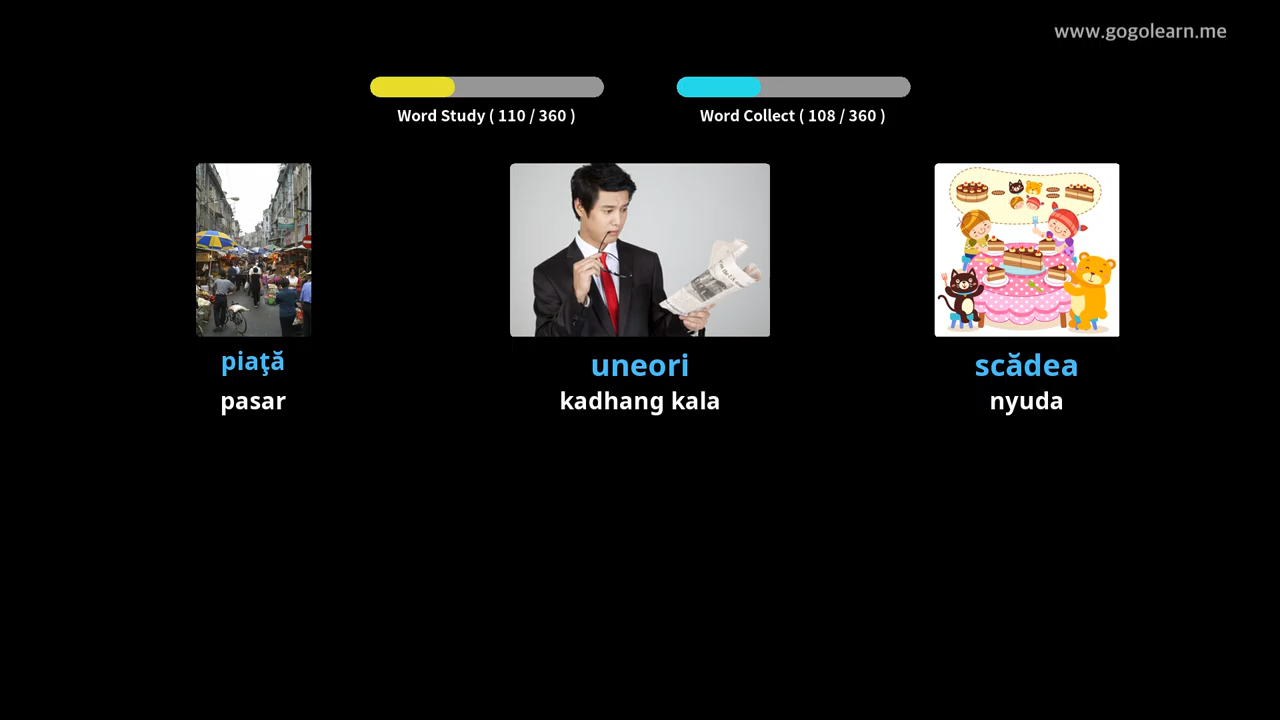 www.gogolearn.me
Word Study ( 110 / 360 )
Word Collect ( 108 / 360 )
piaţă
uneori
scădea
pasar
kadhang kala
nyuda